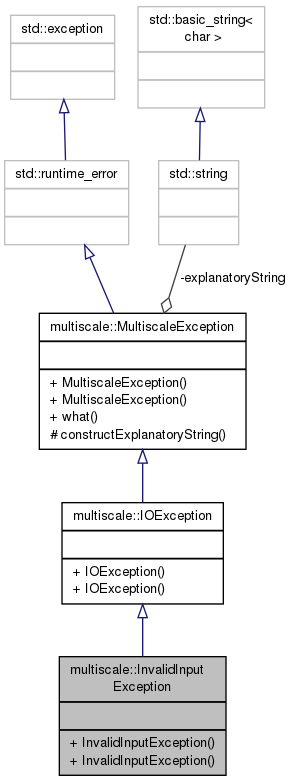 std::exception
std::basic_string<
char >
std::runtime_error
std::string
-explanatoryString
multiscale::MultiscaleException
+ MultiscaleException()
+ MultiscaleException()
+ what()
# constructExplanatoryString()
multiscale::IOException
+ IOException()
+ IOException()
multiscale::InvalidInput
Exception
+ InvalidInputException()
+ InvalidInputException()